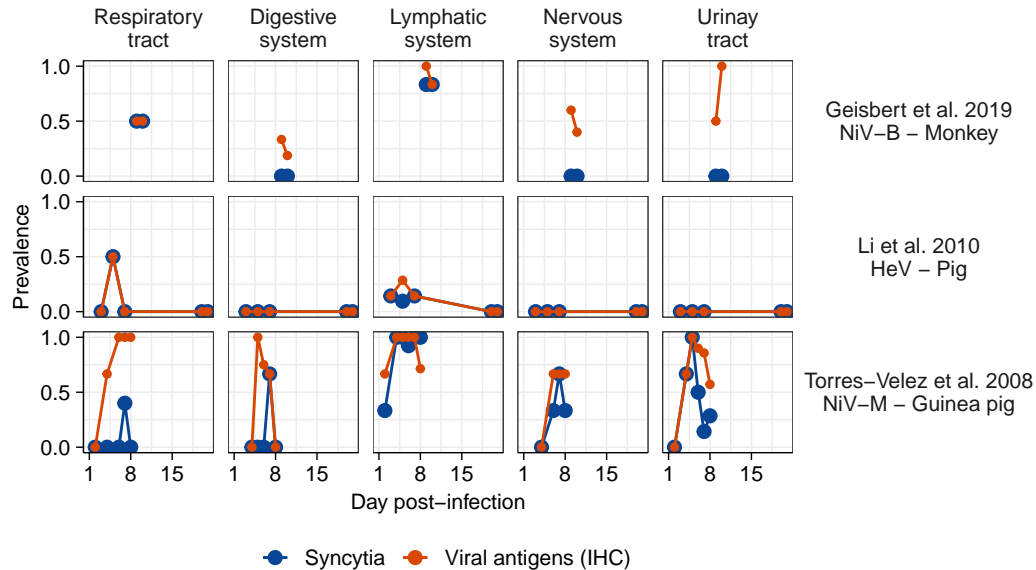 Respiratory
tract
Digestive
system
Lymphatic
system
Nervous
system
Urinay
tract
Prevalence
1.0
0.5
0.0
Geisbert et al. 2019
NiV−B − Monkey
1.0
0.5
0.0
Li et al. 2010
HeV − Pig
1.0
0.5
0.0
Torres−Velez et al. 2008
NiV−M − Guinea pig
1 8 15 1 8 15 1 8 15 1 8 15 1 8 15
Day post−infection
Syncytia Viral antigens (IHC)